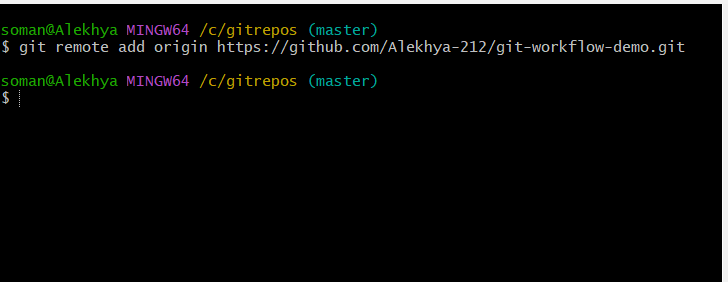 soman@Alekhya MINGW64 /c/gitrepos (master)
$ git remote add origin https://github.com/Alekhya-212/git-workflow-demo.git
soman@Alekhya MINGW64 /c/gitrepos (master)
$